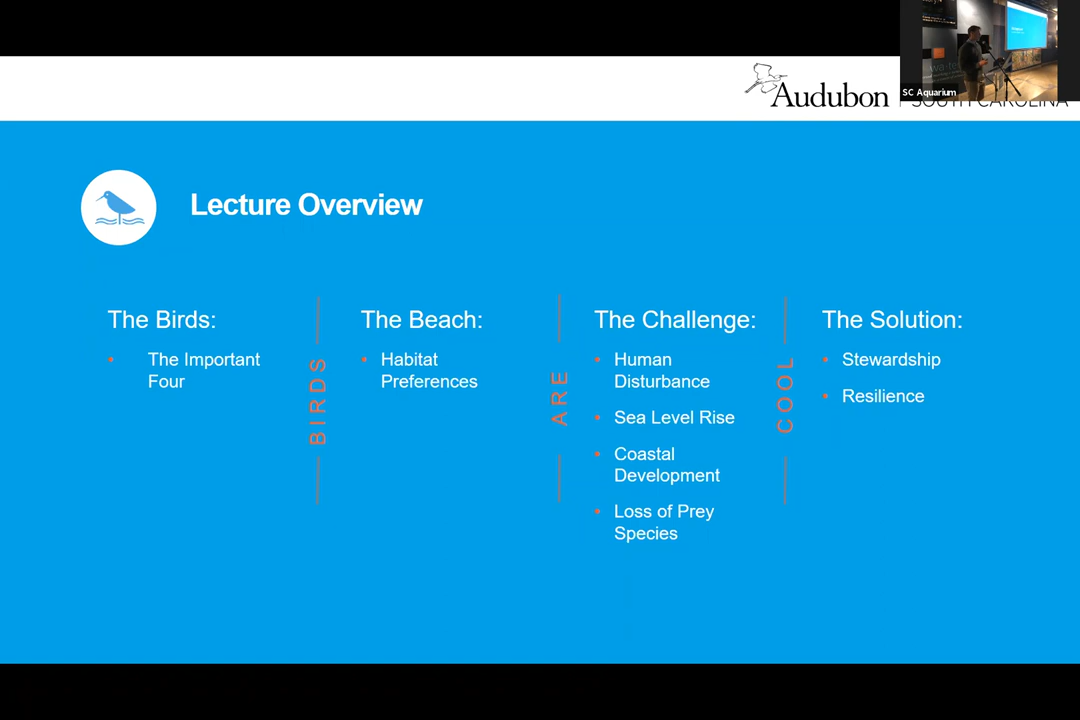 Audubon
SOUTH CAROLINA
SC Aquarium
Lecture Overview
The Birds:
• The Important
Four
BIRDS
The Beach:
• Habitat
Preferences
ARE
The Challenge:
• Human
Disturbance
• Sea Level Rise
• Coastal
Development
• Loss of Prey
Species
COOL
The Solution:
• Stewardship
• Resilience